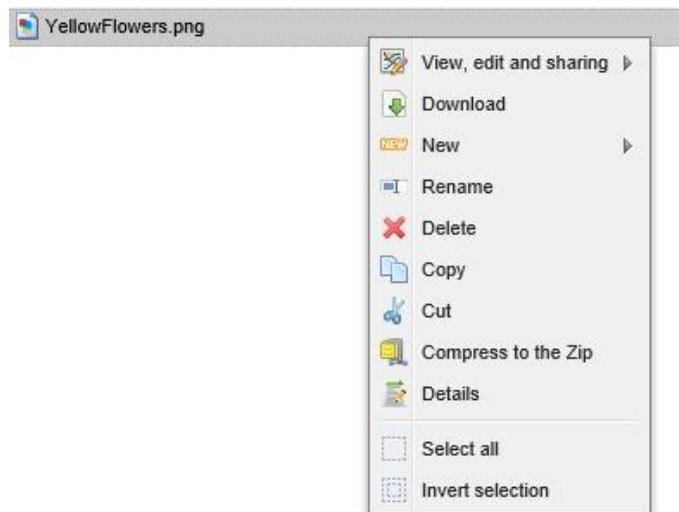 YellowFlowers.png
View, edit and sharing
Download
NEW New
Rename
Delete
Copy
Cut
Compress to the Zip
Details
Select all
Invert selection